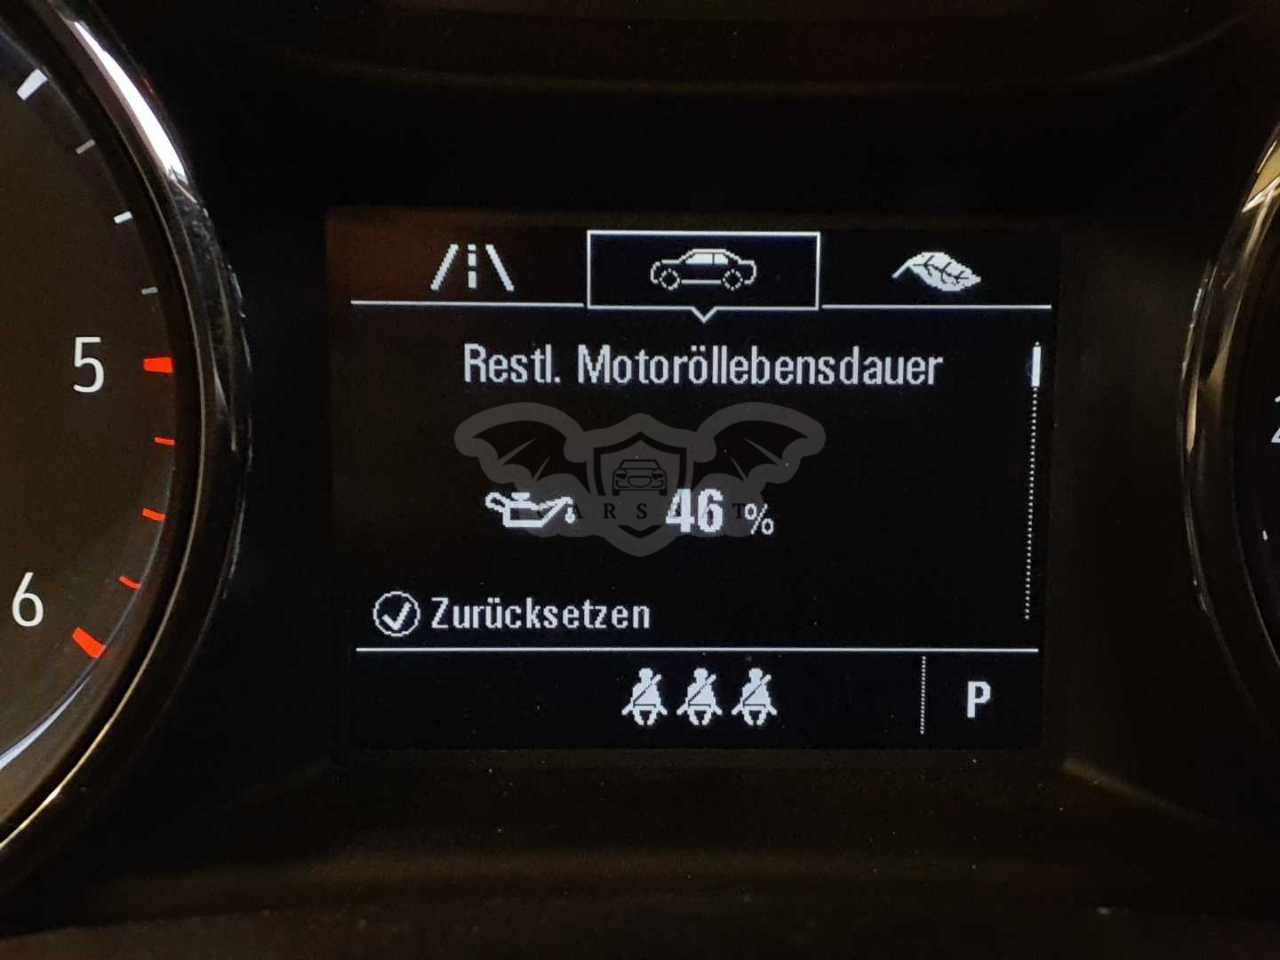 5
6
Restl. Motoröllebensdauer
46 %
Zurücksetzen
P